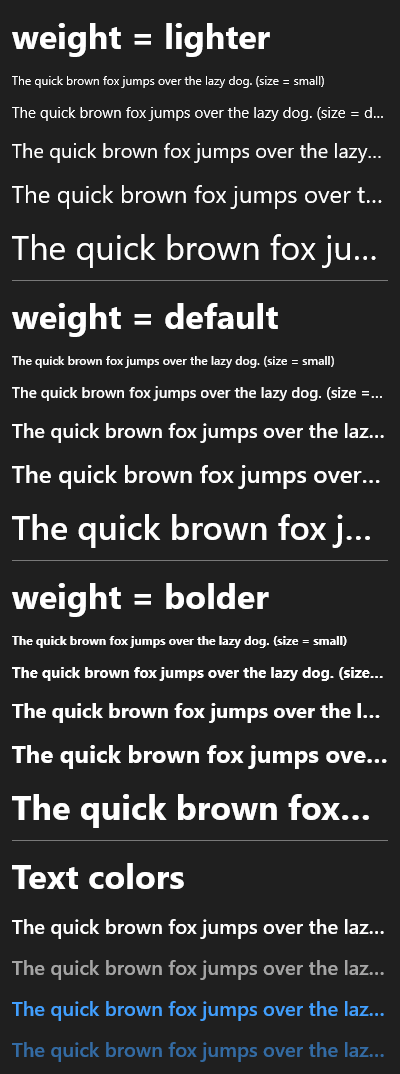 weight = lighter
The quick brown fox jumps over the lazy dog. (size = small)
The quick brown fox jumps over the lazy dog. (size = d...
The quick brown fox jumps over the lazy...
The quick brown fox jumps over t...
The quick brown fox ju...
weight = default
The quick brown fox jumps over the lazy dog. (size = small)
The quick brown fox jumps over the lazy dog. (size =...
The quick brown fox jumps over the laz...
The quick brown fox jumps over...
The quick brown fox j...
weight = bolder
The quick brown fox jumps over the lazy dog. (size = small)
The quick brown fox jumps over the lazy dog. (size...
The quick brown fox jumps over the l...
The quick brown fox jumps ove...
The quick brown fox...
Text colors
The quick brown fox jumps over the laz...
The quick brown fox jumps over the laz...
The quick brown fox jumps over the laz...
The quick brown fox jumps over the laz...